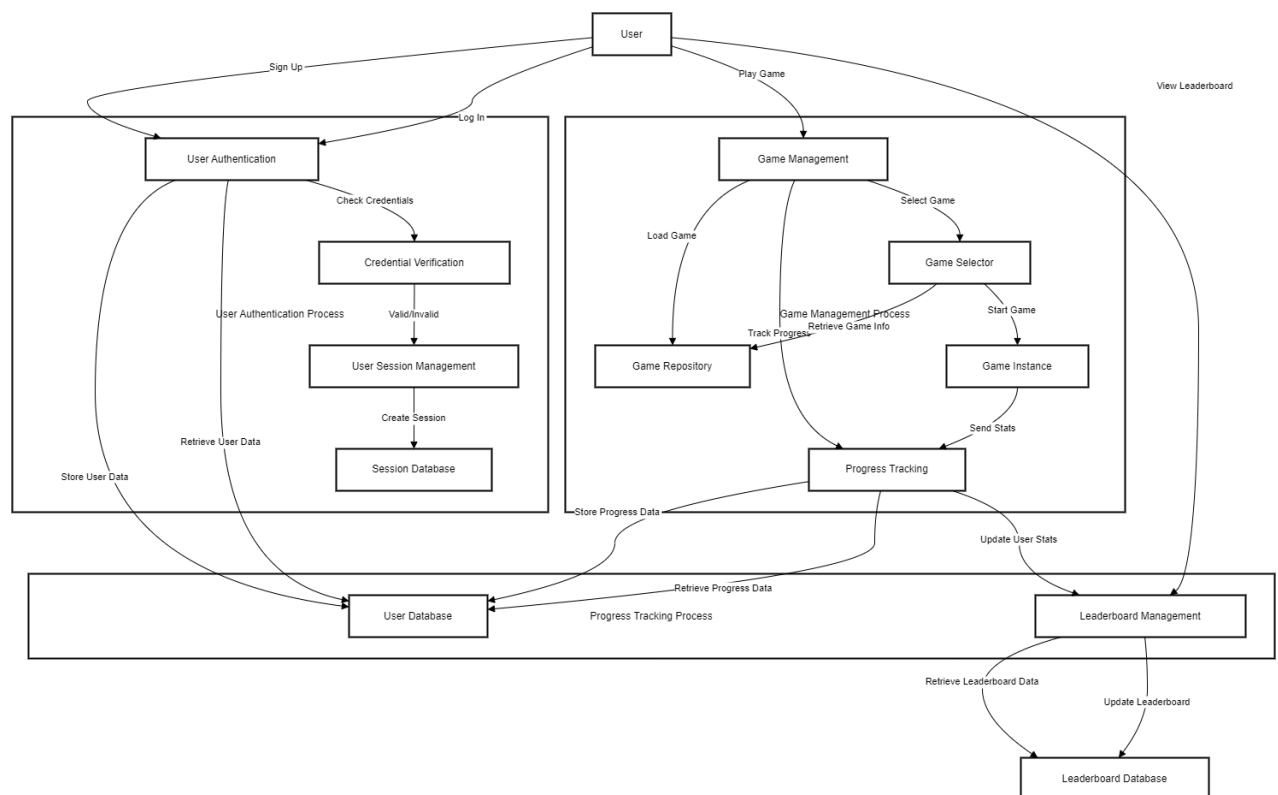 User
Sign Up
Play Game
View Leaderboard
Log In
User Authentication
Game Management
Check Credentials
Select Game
Load Game
Credential Verification
Game Selector
User Authentication Process
Valid/Invalid
Game Management Process
Start Game
Retrieve Game Info
Track Progress
User Session Management
Game Repository
Game Instance
Create Session
Send Stats
Retrieve User Data
Session Database
Progress Tracking
Store User Data
Store Progress Data
Update User Stats
Retrieve Progress Data
User Database
Progress Tracking Process
Leaderboard Management
Retrieve Leaderboard Data
Update Leaderboard
Leaderboard Database